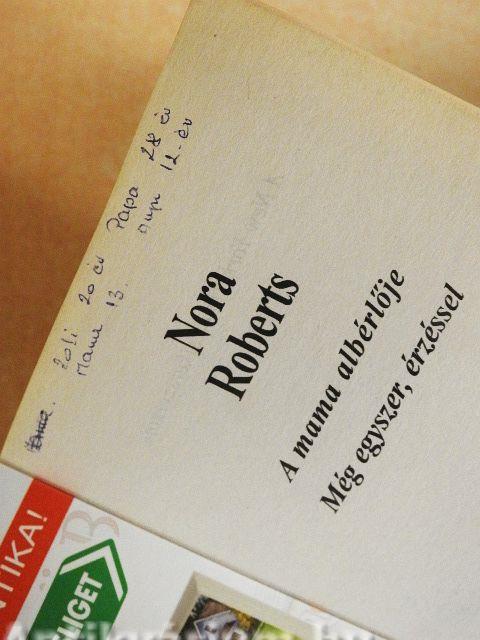 Zoli 20 év Papa 28 év
Mama 13. 12. év
Nora
Roberts
A mama albérlője
Még egyszer, érzéssel
NTIKA!
LIGET